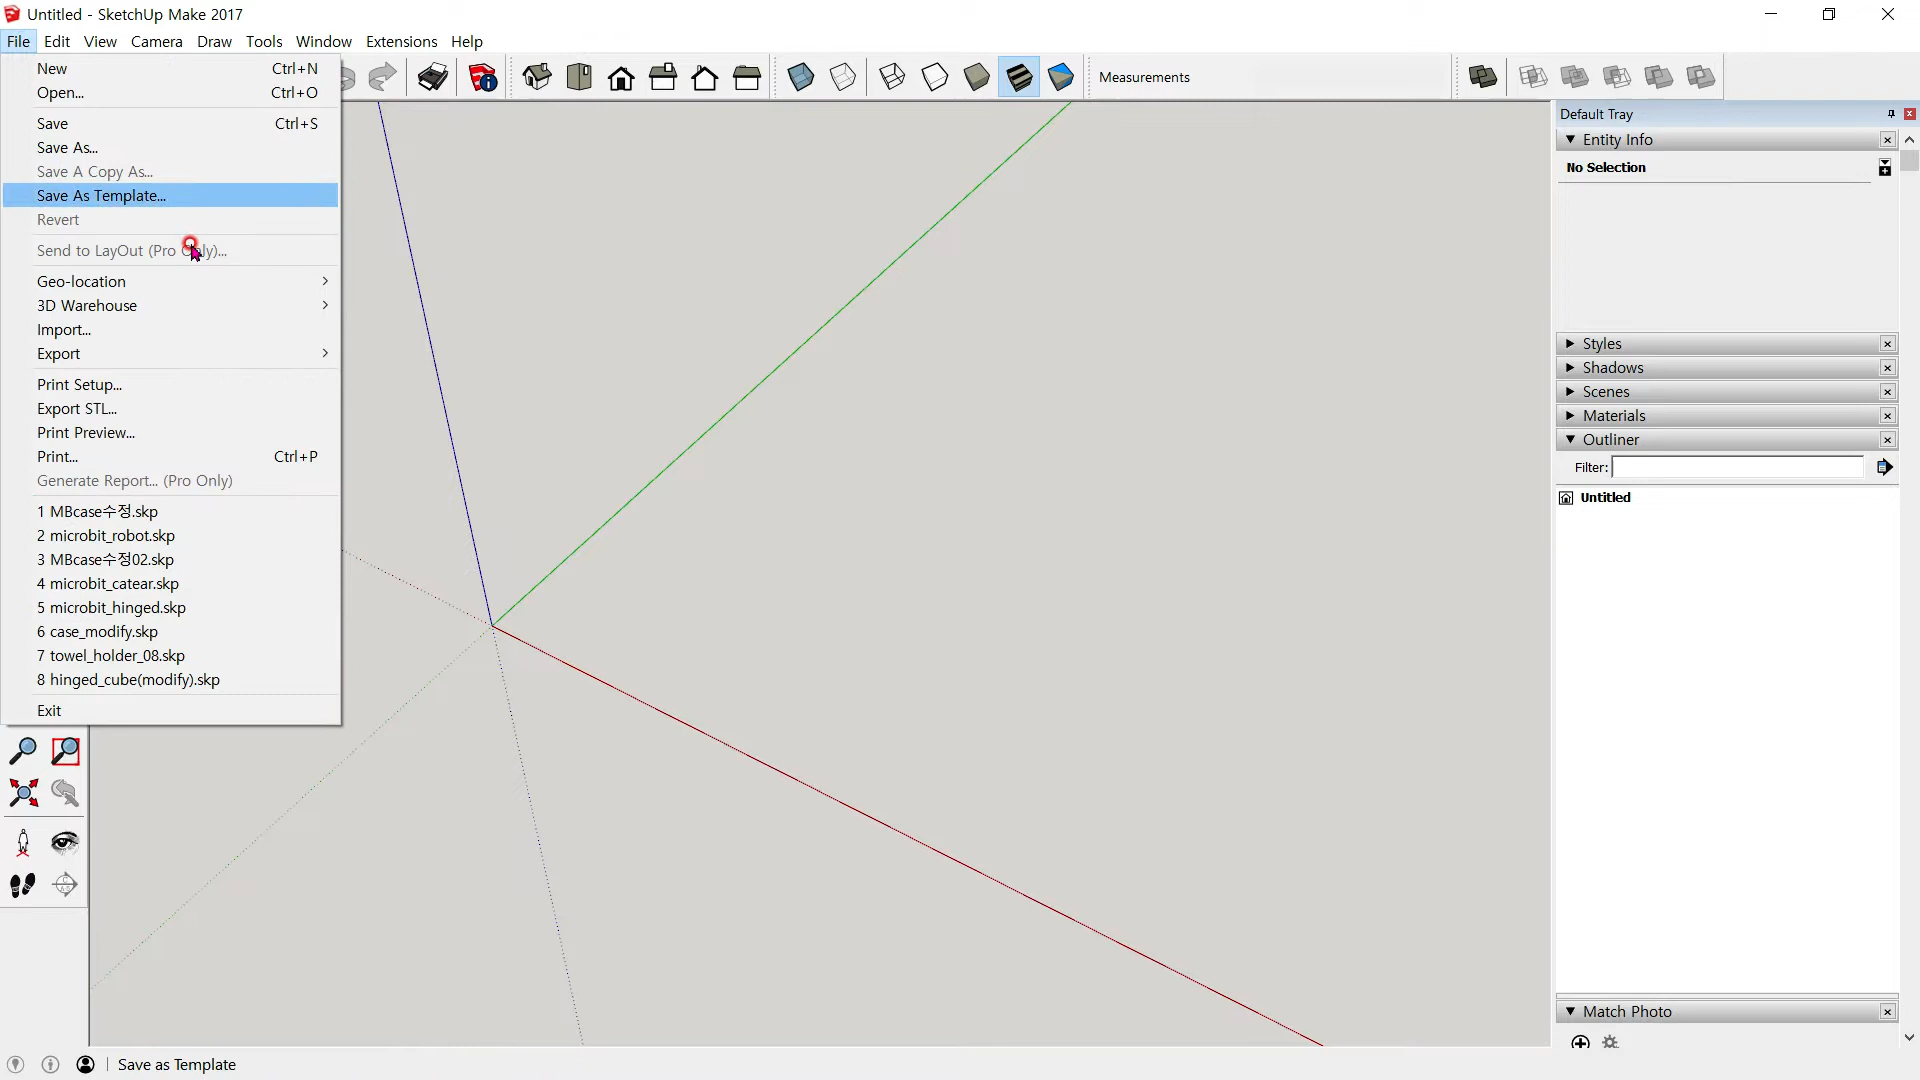 Untitled - SketchUp Make 2017
File Edit View Camera Draw Tools Window Extensions Help
New Ctrl+N
Open... Ctrl+O
Save Ctrl+S
Save As...
Save A Copy As...
Save As Template...
Revert
Send to LayOut (Pro Only)...
Geo-location
3D Warehouse
Import...
Export
Print Setup...
Export STL...
Print Preview...
Print... Ctrl+P
Generate Report... (Pro Only)
1 MBcase수정.skp
2 microbit_robot.skp
3 MBcase수정02.skp
4 microbit_catear.skp
5 microbit_hinged.skp
6 case_modify.skp
7 towel_holder_08.skp
8 hinged_cube(modify).skp
Exit
Measurements
Default Tray
Entity Info
No Selection
Styles
Shadows
Scenes
Materials
Outliner
Filter:
Untitled
Match Photo
Save as Template